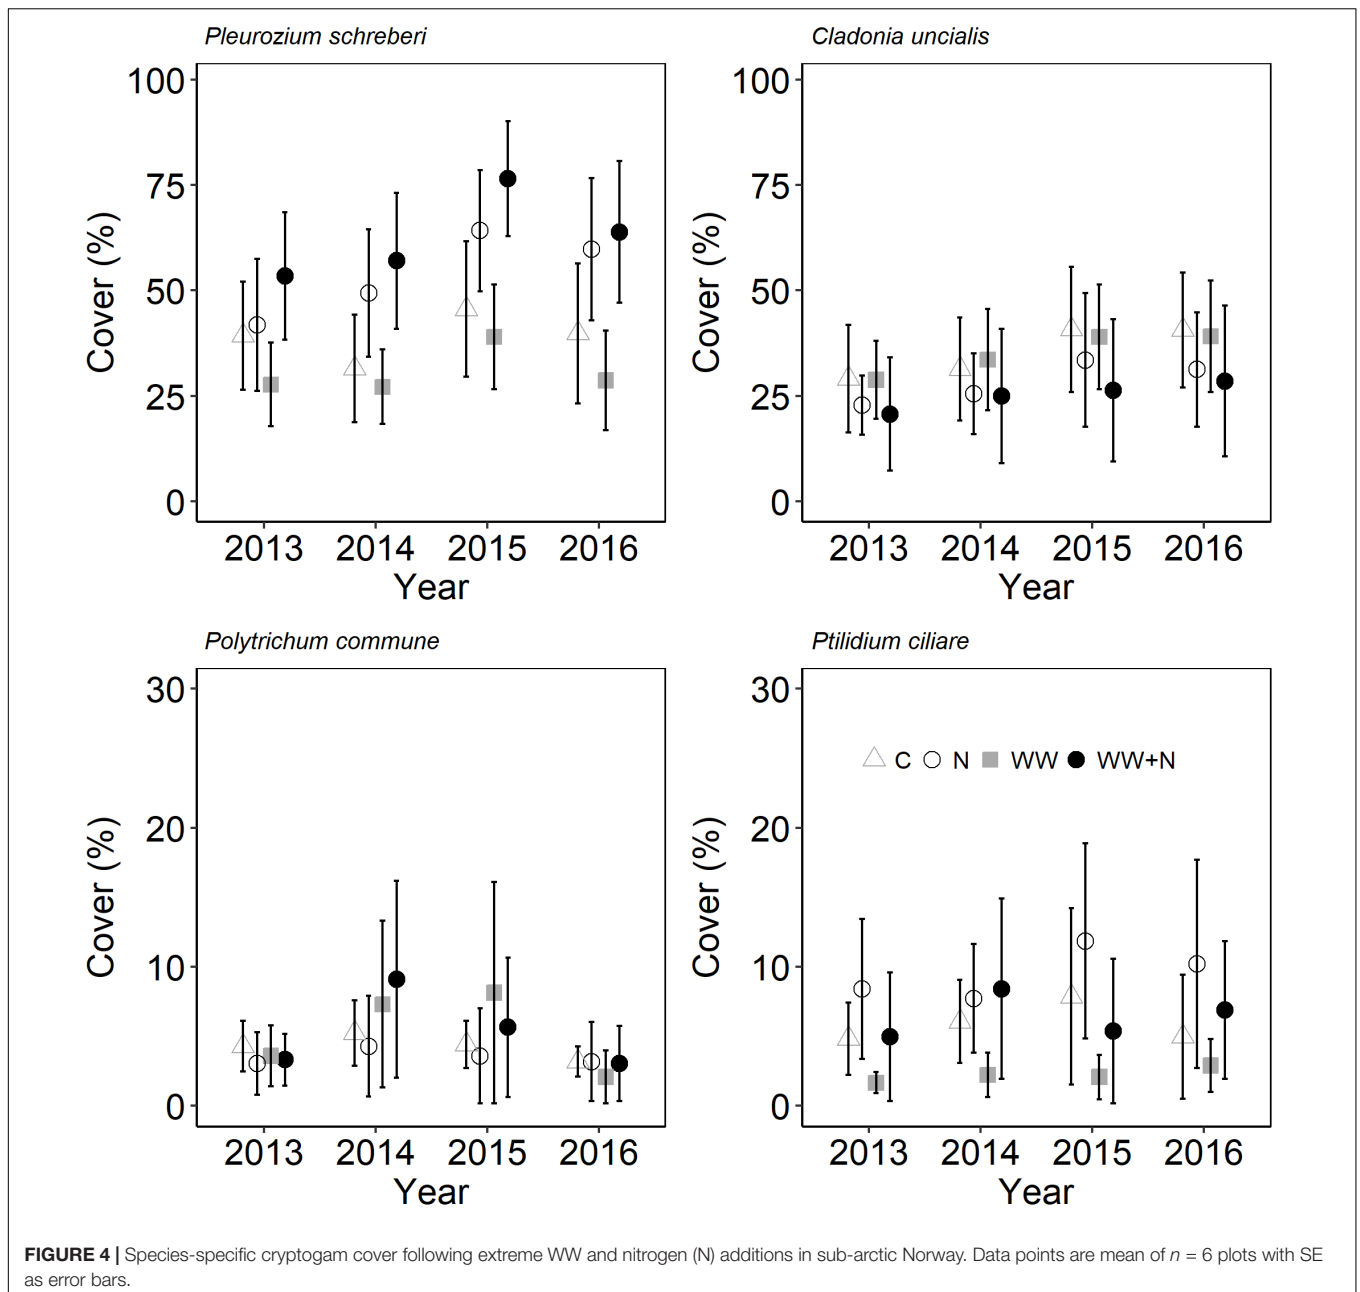 Pleurozium schreberi
100
75
50
25
0
Cover (%)
2013 2014 2015 2016
Year
Cladonia uncialis
100
75
50
25
0
Cover (%)
2013 2014 2015 2016
Year
Polytrichum commune
30
20
10
0
Cover (%)
2013 2014 2015 2016
Year
Ptilidium ciliare
30
20
10
0
Cover (%)
C N WW WW+N
2013 2014 2015 2016
Year
FIGURE 4 | Species-specific cryptogam cover following extreme WW and nitrogen (N) additions in sub-arctic Norway. Data points are mean of n = 6 plots with SE
as error bars.